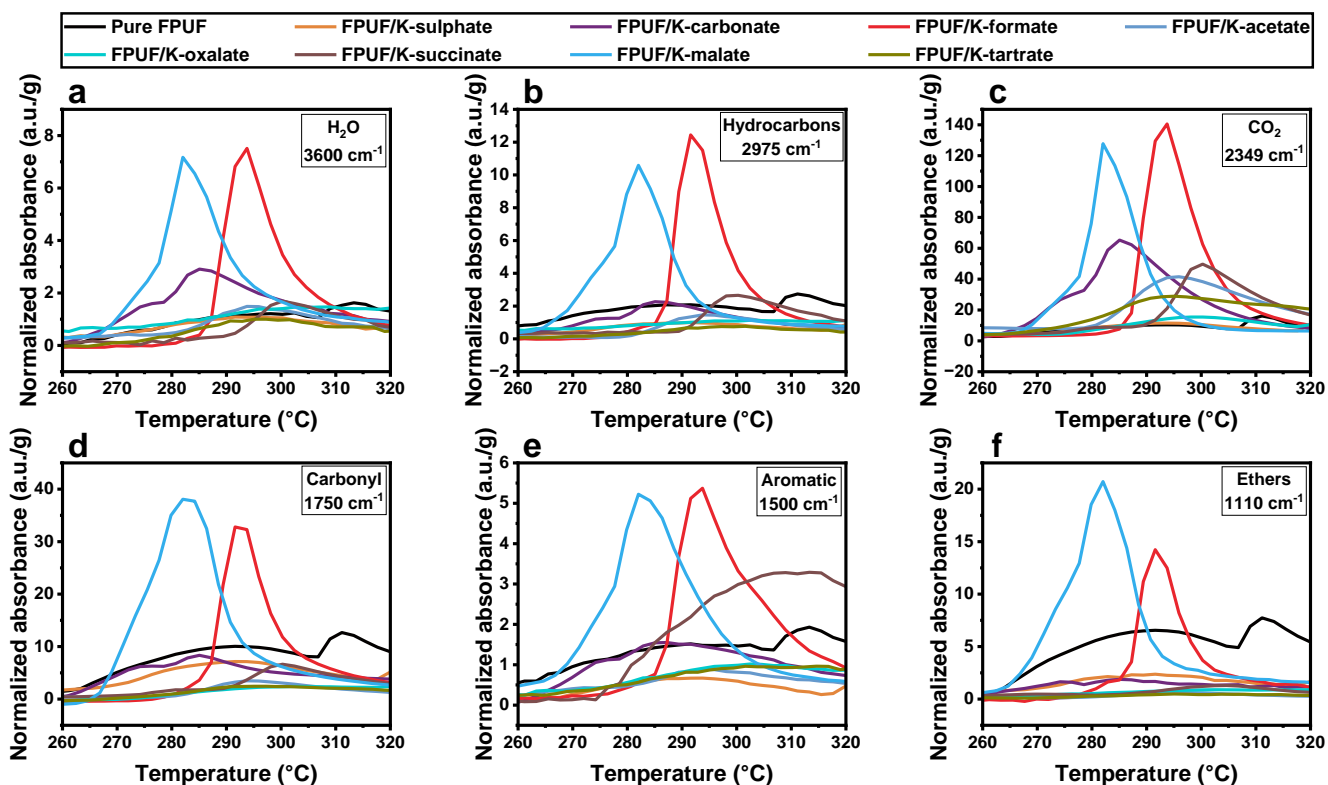 Pure FPUF FPUF/K-sulphate FPUF/K-carbonate FPUF/K-formate FPUF/K-acetate
FPUF/K-oxalate FPUF/K-succinate FPUF/K-malate FPUF/K-tartrate
a
H₂O
3600 cm⁻¹
Normalized absorbance (a.u./g)
8
6
4
2
0
260 270 280 290 300 310 320
Temperature (°C)
b
Hydrocarbons
2975 cm⁻¹
Normalized absorbance (a.u./g)
14
12
10
8
6
4
2
0
−2
260 270 280 290 300 310 320
Temperature (°C)
c
CO₂
2349 cm⁻¹
Normalized absorbance (a.u./g)
140
120
100
80
60
40
20
0
−20
260 270 280 290 300 310 320
Temperature (°C)
d
Carbonyl
1750 cm⁻¹
Normalized absorbance (a.u./g)
40
30
20
10
0
260 270 280 290 300 310 320
Temperature (°C)
e
Aromatic
1500 cm⁻¹
Normalized absorbance (a.u./g)
6
5
4
3
2
1
0
260 270 280 290 300 310 320
Temperature (°C)
f
Ethers
1110 cm⁻¹
Normalized absorbance (a.u./g)
20
15
10
5
0
260 270 280 290 300 310 320
Temperature (°C)